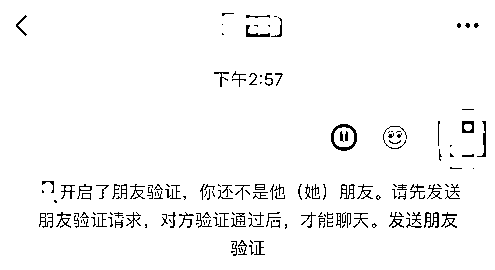 下午2:57
开启了朋友验证，你还不是他（她）朋友。请先发送
朋友验证请求，对方验证通过后，才能聊天。发送朋友
验证